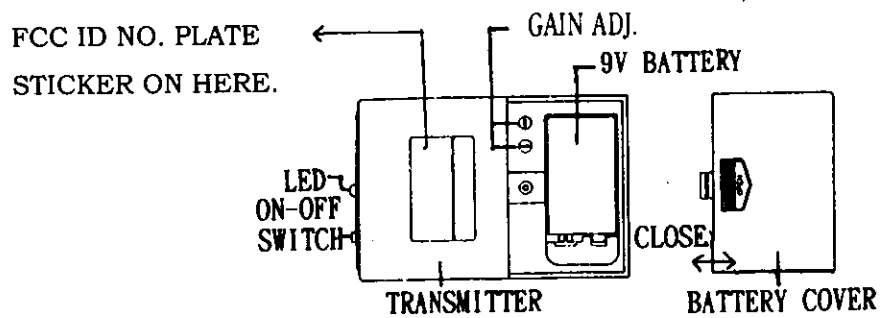 FCC ID NO. PLATE
STICKER ON HERE.
GAIN ADJ.
9V BATTERY
LED
ON-OFF
SWITCH
CLOSE
TRANSMITTER
BATTERY COVER